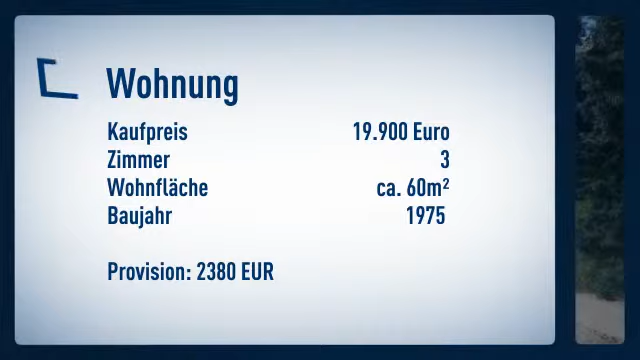 Wohnung
Kaufpreis 19.900 Euro
Zimmer 3
Wohnfläche ca. 60m²
Baujahr 1975
Provision: 2380 EUR